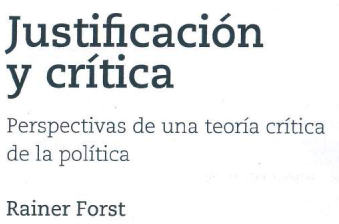 Justificación
y crítica
Perspectivas de una teoría crítica
de la política
Rainer Forst